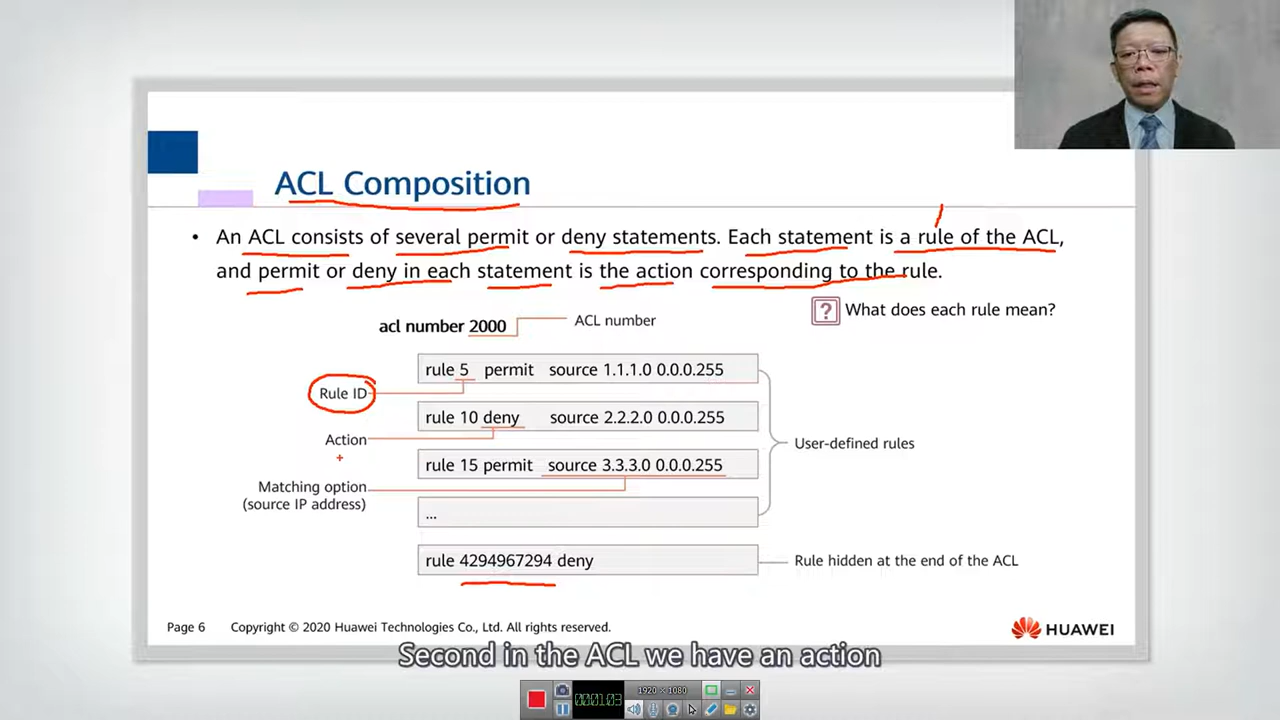 ACL Composition
• An ACL consists of several permit or deny statements. Each statement is a rule of the ACL,
and permit or deny in each statement is the action corresponding to the rule.
? What does each rule mean?
acl number 2000
ACL number
rule 5 permit source 1.1.1.0 0.0.0.255
Rule ID
rule 10 deny source 2.2.2.0 0.0.0.255
Action
User-defined rules
rule 15 permit source 3.3.3.0 0.0.0.255
Matching option
(source IP address)
...
rule 4294967294 deny
Rule hidden at the end of the ACL
Page 6 Copyright © 2020 Huawei Technologies Co., Ltd. All rights reserved.
HUAWEI
Second in the ACL we have an action
1920 × 1080
00:01:03